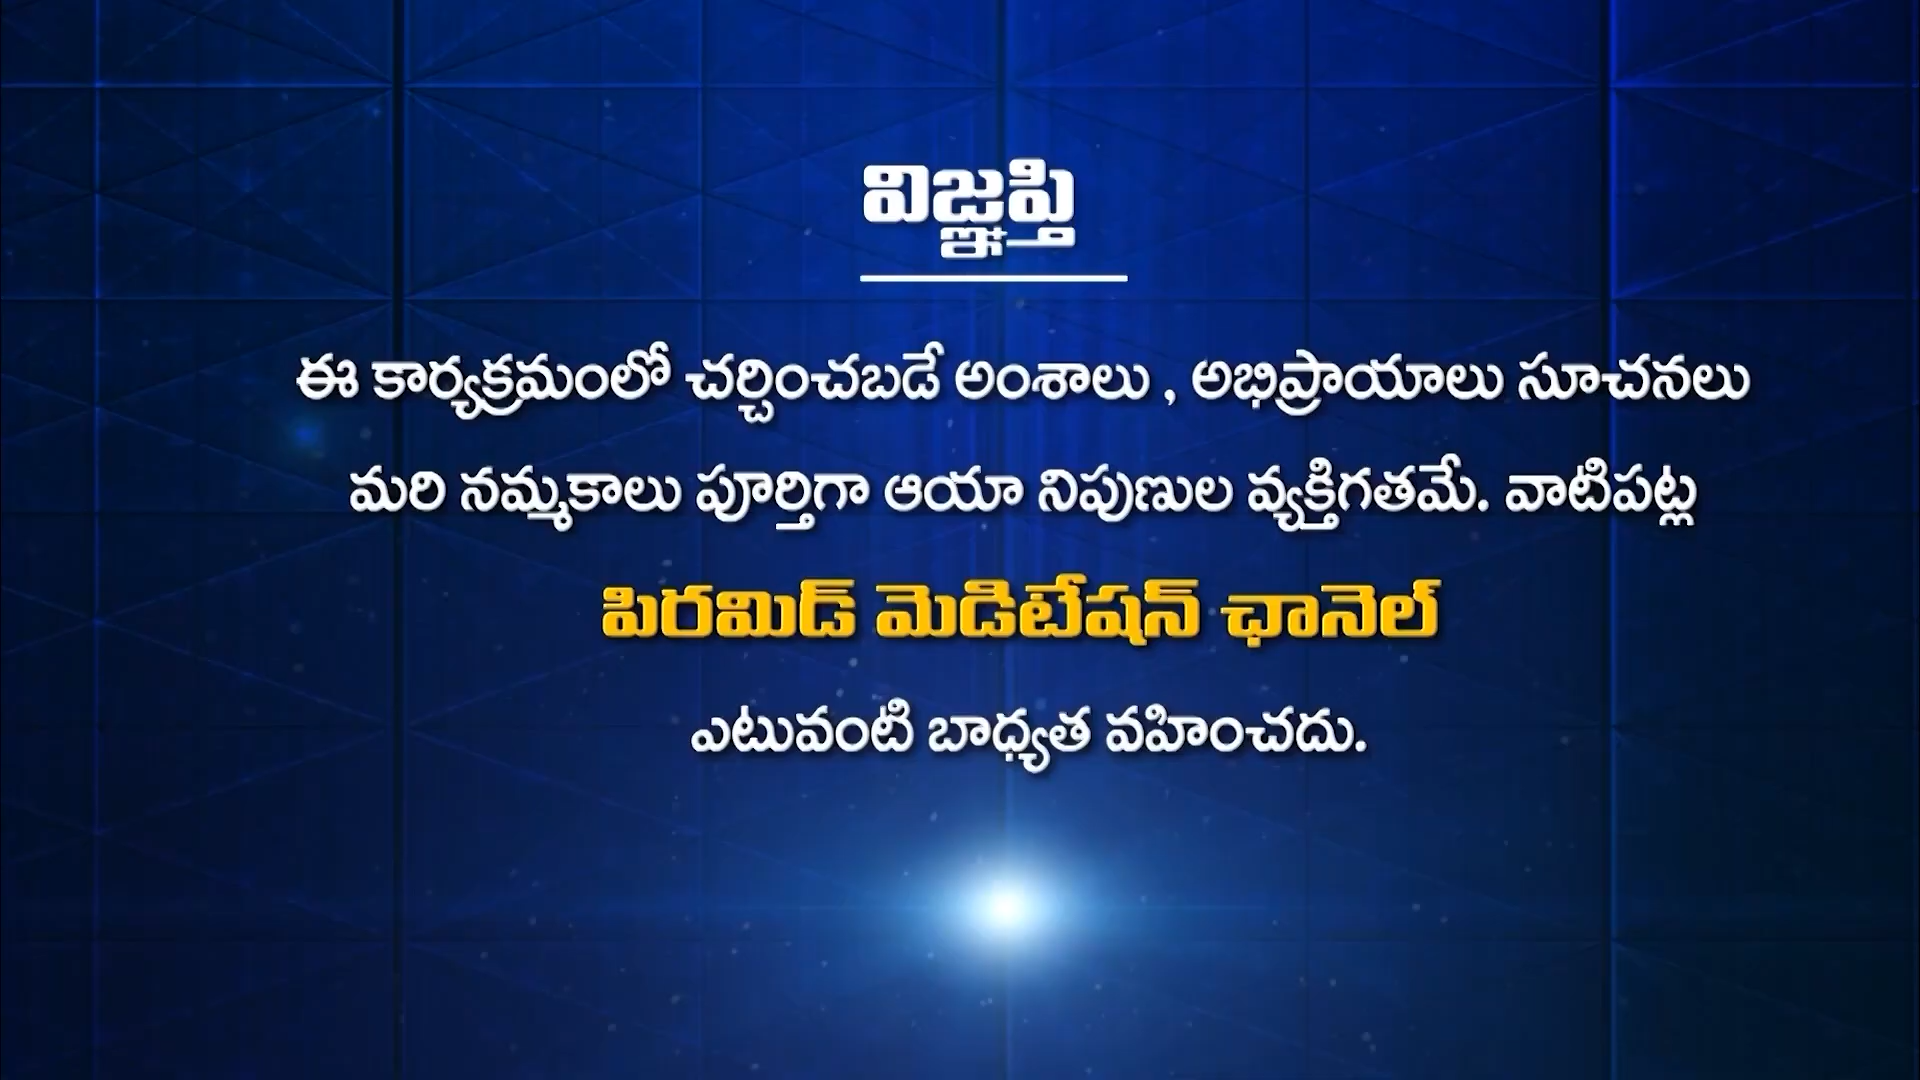 విజ్ఞప్తి
ఈ కార్యక్రమంలో చర్చించబడే అంశాలు , అభిప్రాయాలు సూచనలు
మరి నమ్మకాలు పూర్తిగా ఆయా నిపుణుల వ్యక్తిగతమే. వాటిపట్ల
పిరమిడ్ మెడిటేషన్ ఛానెల్
ఎటువంటి బాధ్యత వహించదు.